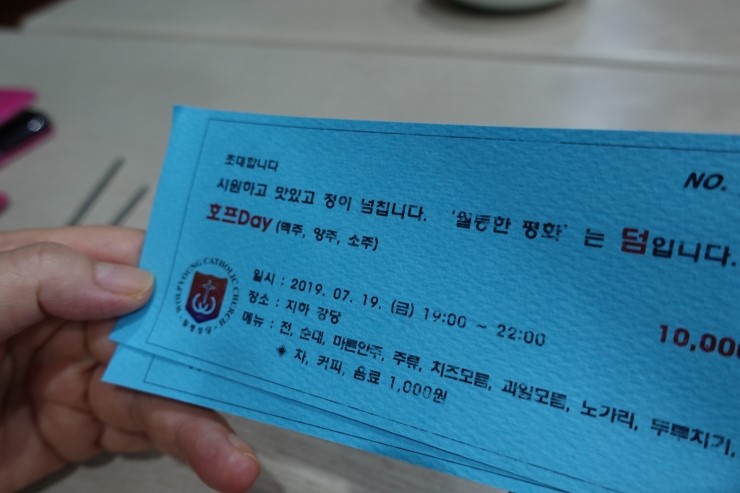 초대합니다
NO.
시원하고 맛있고 정이 넘칩니다. '월등한 평화' 는 덤입니다.
호프Day (맥주, 양주, 소주)
WOLPYOUNG CATHOLIC CHURCH
일시 : 2019. 07. 19. (금) 19:00 ~ 22:00
장소 : 지하 강당
10,000
메뉴 : 전, 순대, 마른안주, 주류, 치즈모듬, 과일모듬, 노가리, 두루치기,
◆ 차, 커피, 음료 1,000원